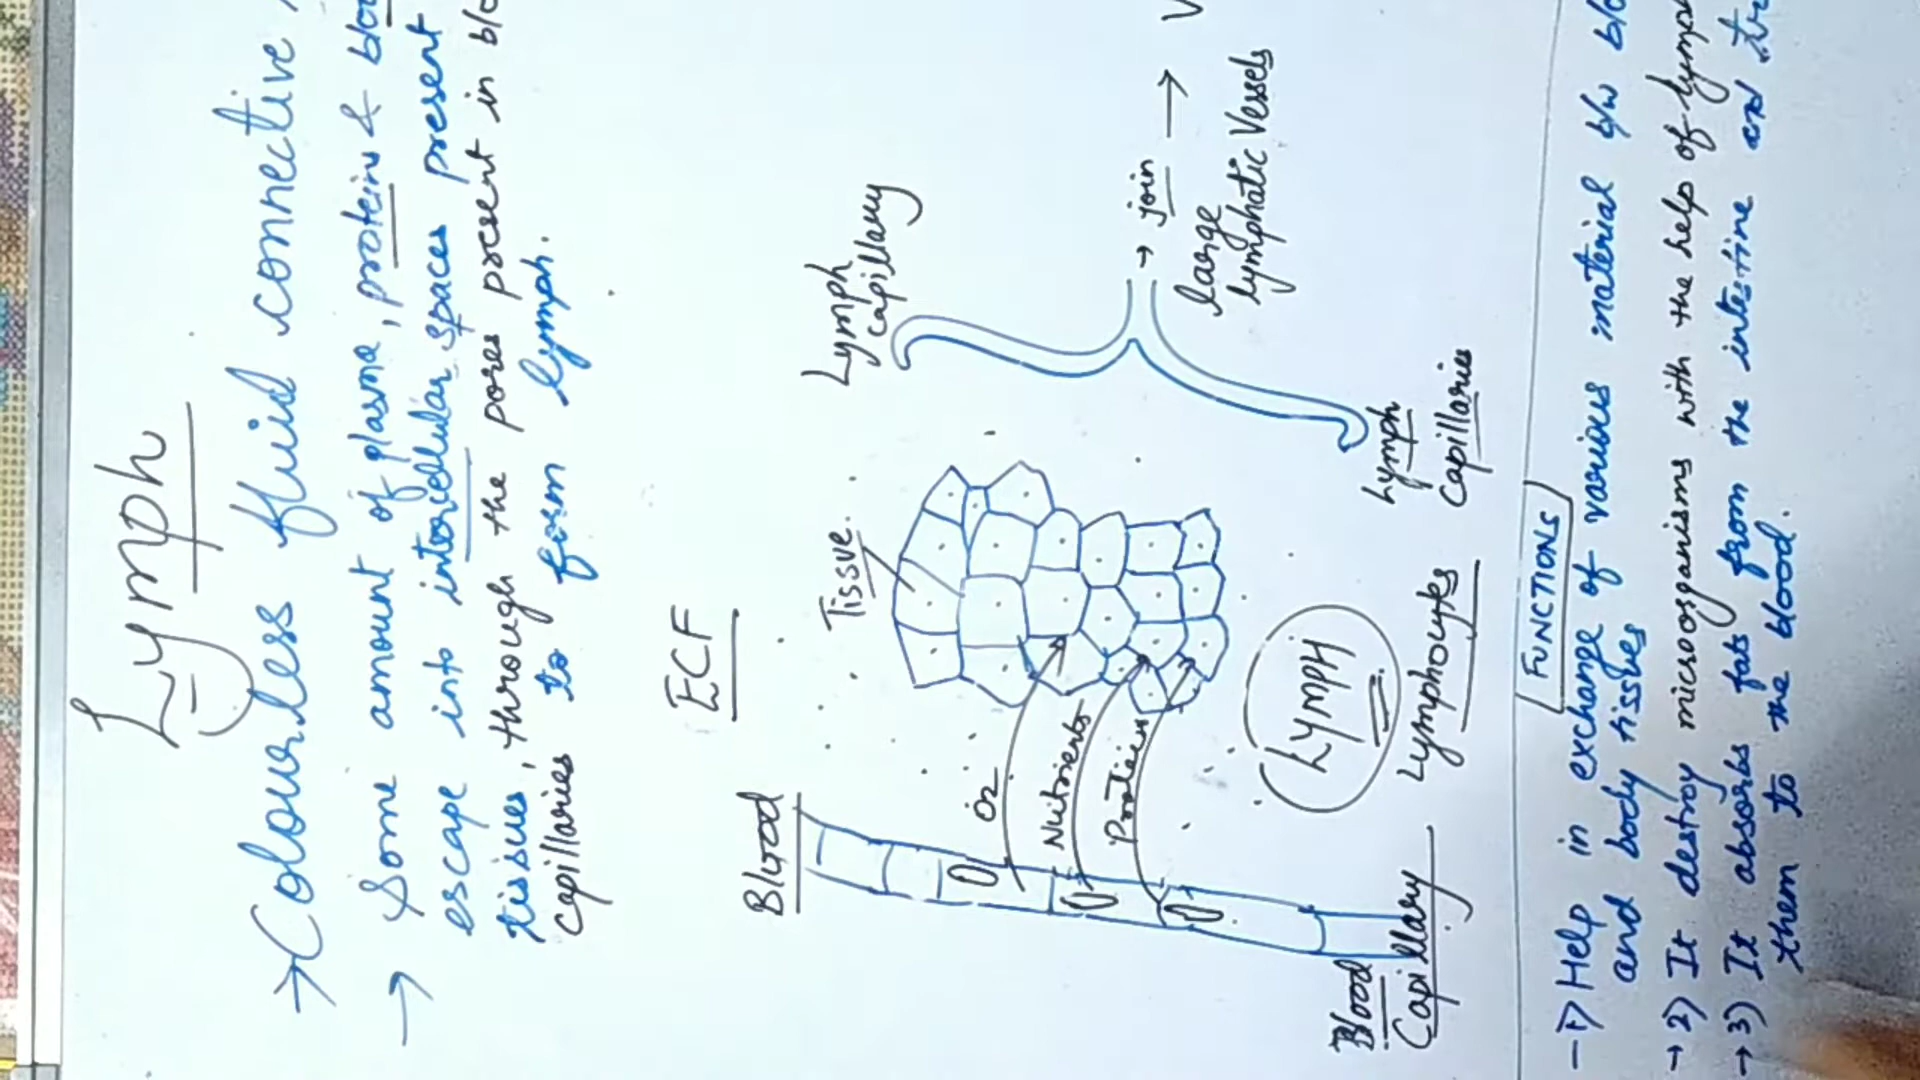 Lymph
→ Colourless fluid connective
→ Some amount of plasma, proteins & bloo
escape into intercellular spaces present
tissues, through the pores present in blo
capillaries to form lymph.
ECF
Blood
Tissue.
Lymph
Capillary
O2
Nutrients
Proteins
→ join →
large
lymphatic Vessels
V
LYMPH
Lymph
Capillaries
Blood
Capillary
Lymphocytes
FUNCTIONS
→ 1) Help in exchange of various material b/w blo
and body tissues
→ 2) It destroy microorganisms with the help of lymp
→ 3) It absorbs fats from the intestine and tr
them to the blood.